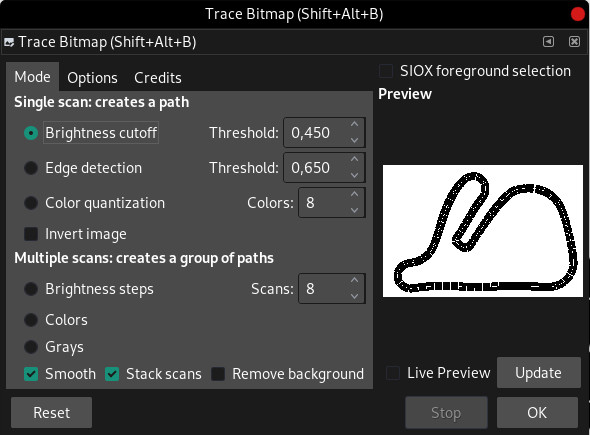 Trace Bitmap (Shift+Alt+B)
Trace Bitmap (Shift+Alt+B)
Mode Options Credits
SIOX foreground selection
Single scan: creates a path
Preview
Brightness cutoff Threshold: 0,450
Edge detection Threshold: 0,650
Color quantization Colors: 8
Invert image
Multiple scans: creates a group of paths
Brightness steps Scans: 8
Colors
Grays
Smooth Stack scans Remove background
Live Preview Update
Reset Stop OK